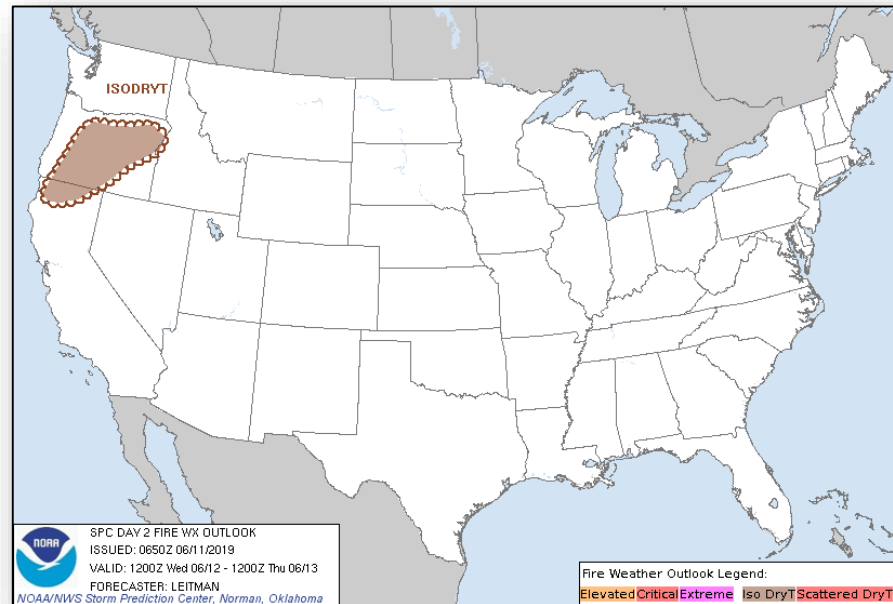 ISODRYT
NOAA
SPC DAY 2 FIRE WX OUTLOOK
ISSUED: 0650Z 06/11/2019
VALID: 1200Z Wed 06/12 - 1200Z Thu 06/13
FORECASTER: LEITMAN
NOAA/NWS Storm Prediction Center, Norman, Oklahoma
Fire Weather Outlook Legend:
Elevated Critical Extreme Iso DryT Scattered DryT